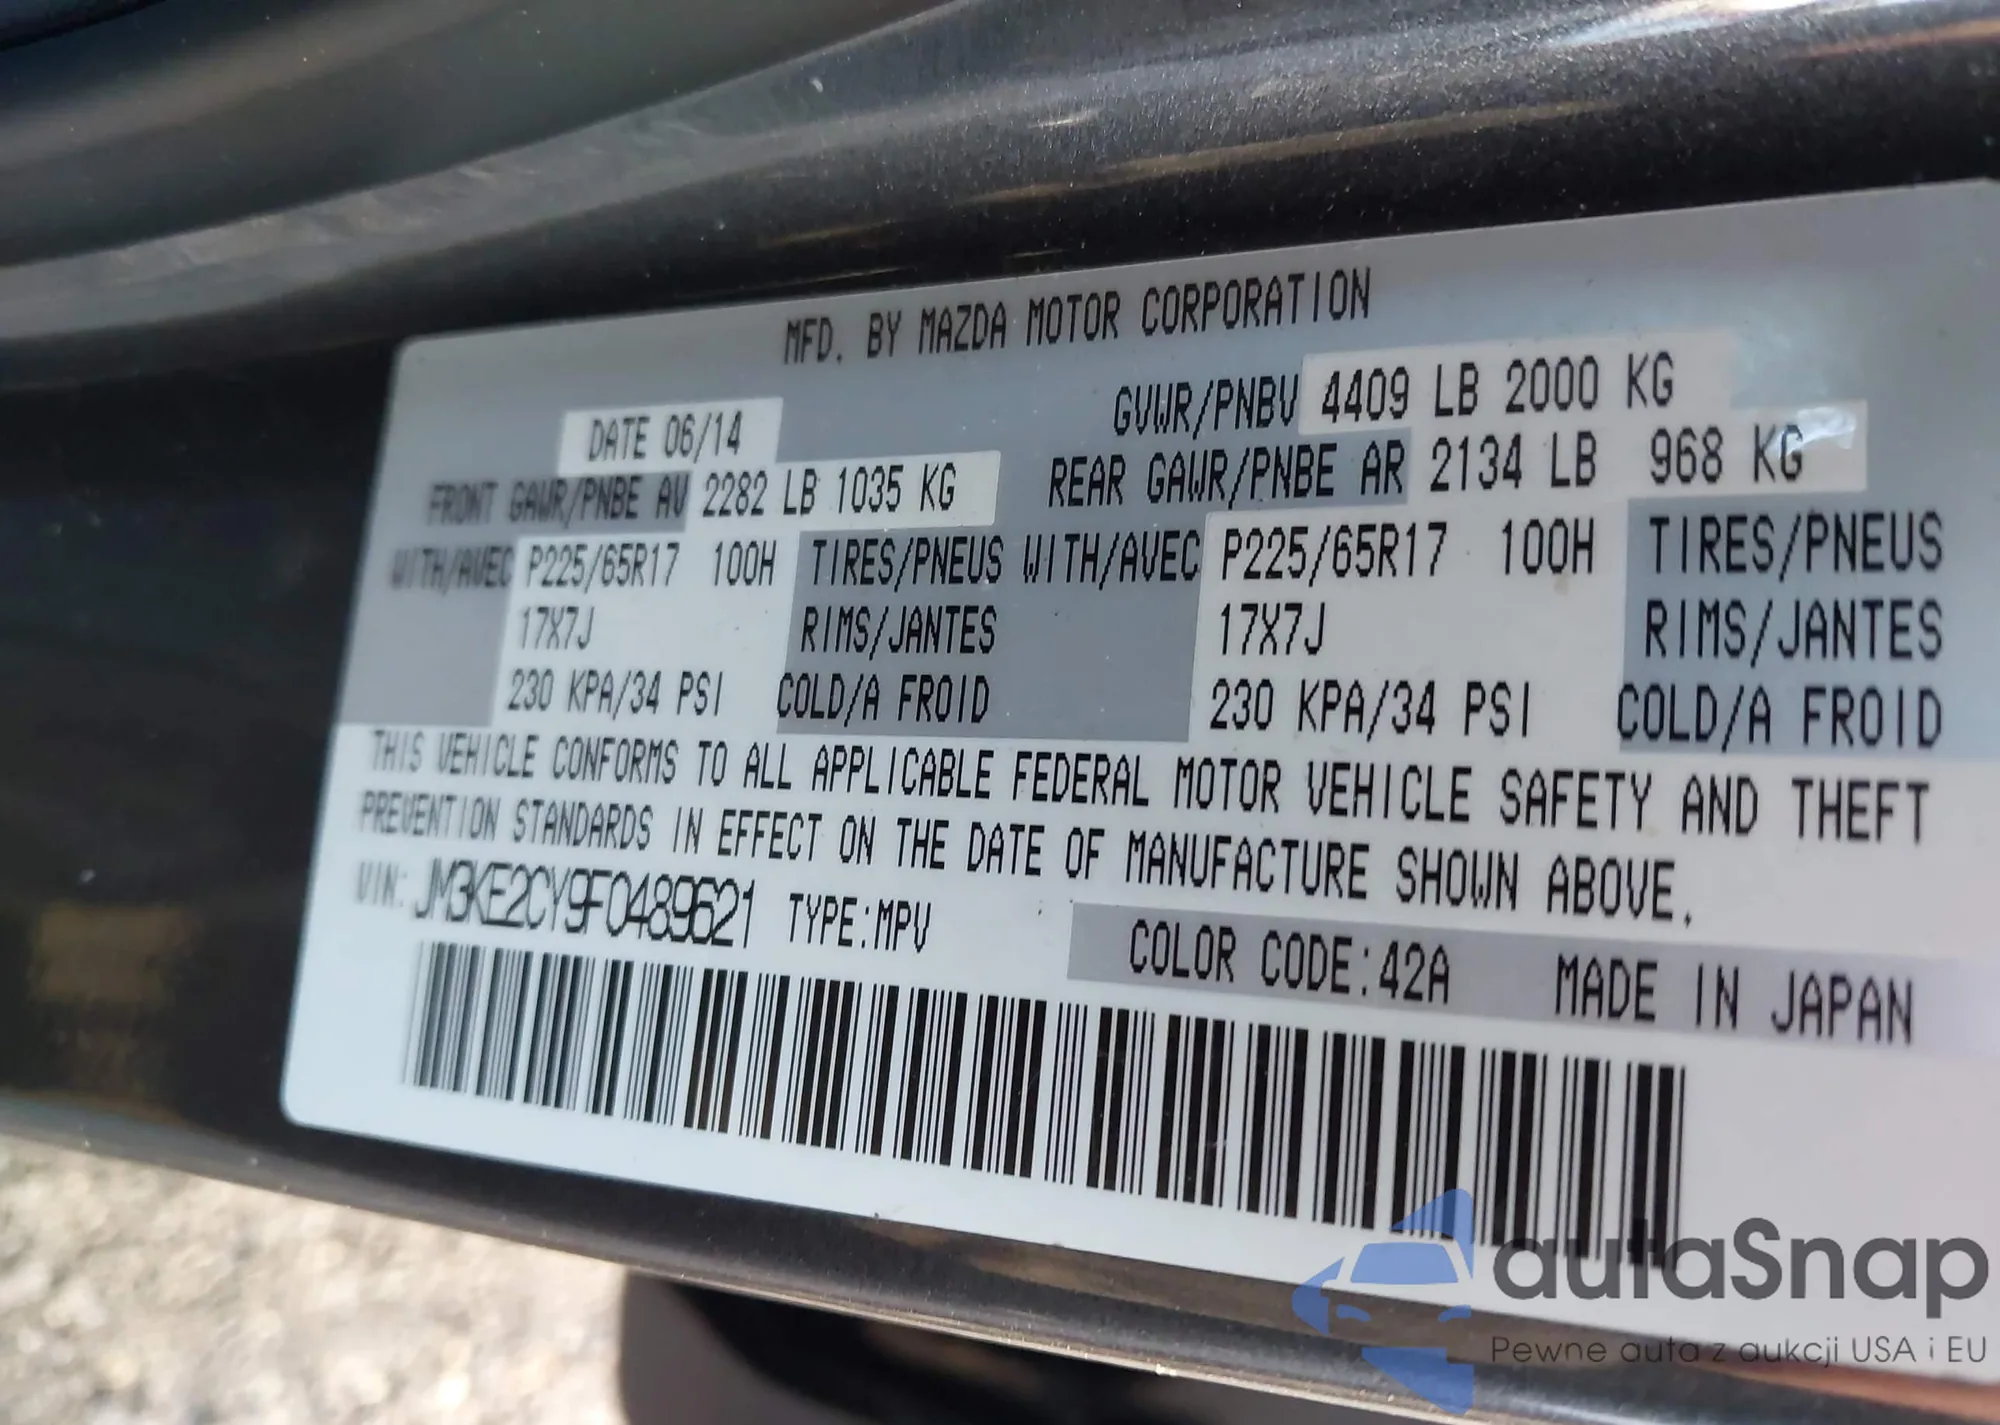 MFD. BY MAZDA MOTOR CORPORATION
DATE 06/14 GVWR/PNBV 4409 LB 2000 KG
FRONT GAWR/PNBE AV 2282 LB 1035 KG REAR GAWR/PNBE AR 2134 LB 968 KG
WITH/AVEC P225/65R17 100H TIRES/PNEUS WITH/AVEC P225/65R17 100H TIRES/PNEUS
17X7J RIMS/JANTES 17X7J RIMS/JANTES
230 KPA/34 PSI COLD/A FROID 230 KPA/34 PSI COLD/A FROID
THIS VEHICLE CONFORMS TO ALL APPLICABLE FEDERAL MOTOR VEHICLE SAFETY AND THEFT
PREVENTION STANDARDS IN EFFECT ON THE DATE OF MANUFACTURE SHOWN ABOVE.
VIN: JM3KE2CY9F0489621 TYPE:MPV
COLOR CODE:42A MADE IN JAPAN
autaSnap
Pewne auta z aukcji USA i EU